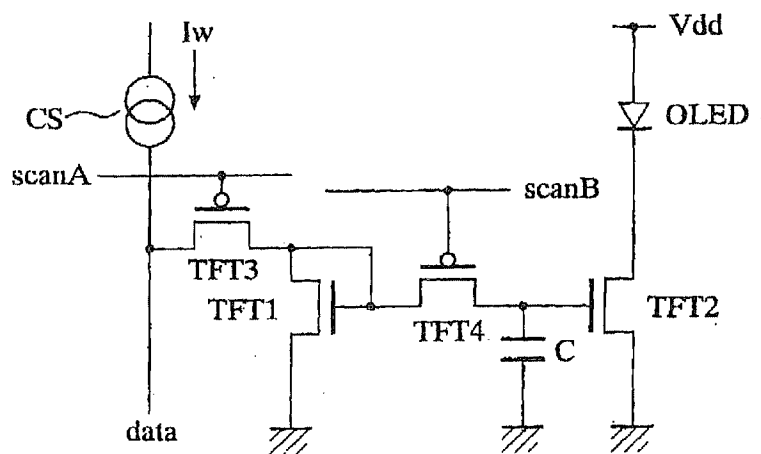 Iw
Vdd
CS
OLED
scanA
scanB
TFT3
TFT1
TFT4
C
TFT2
data